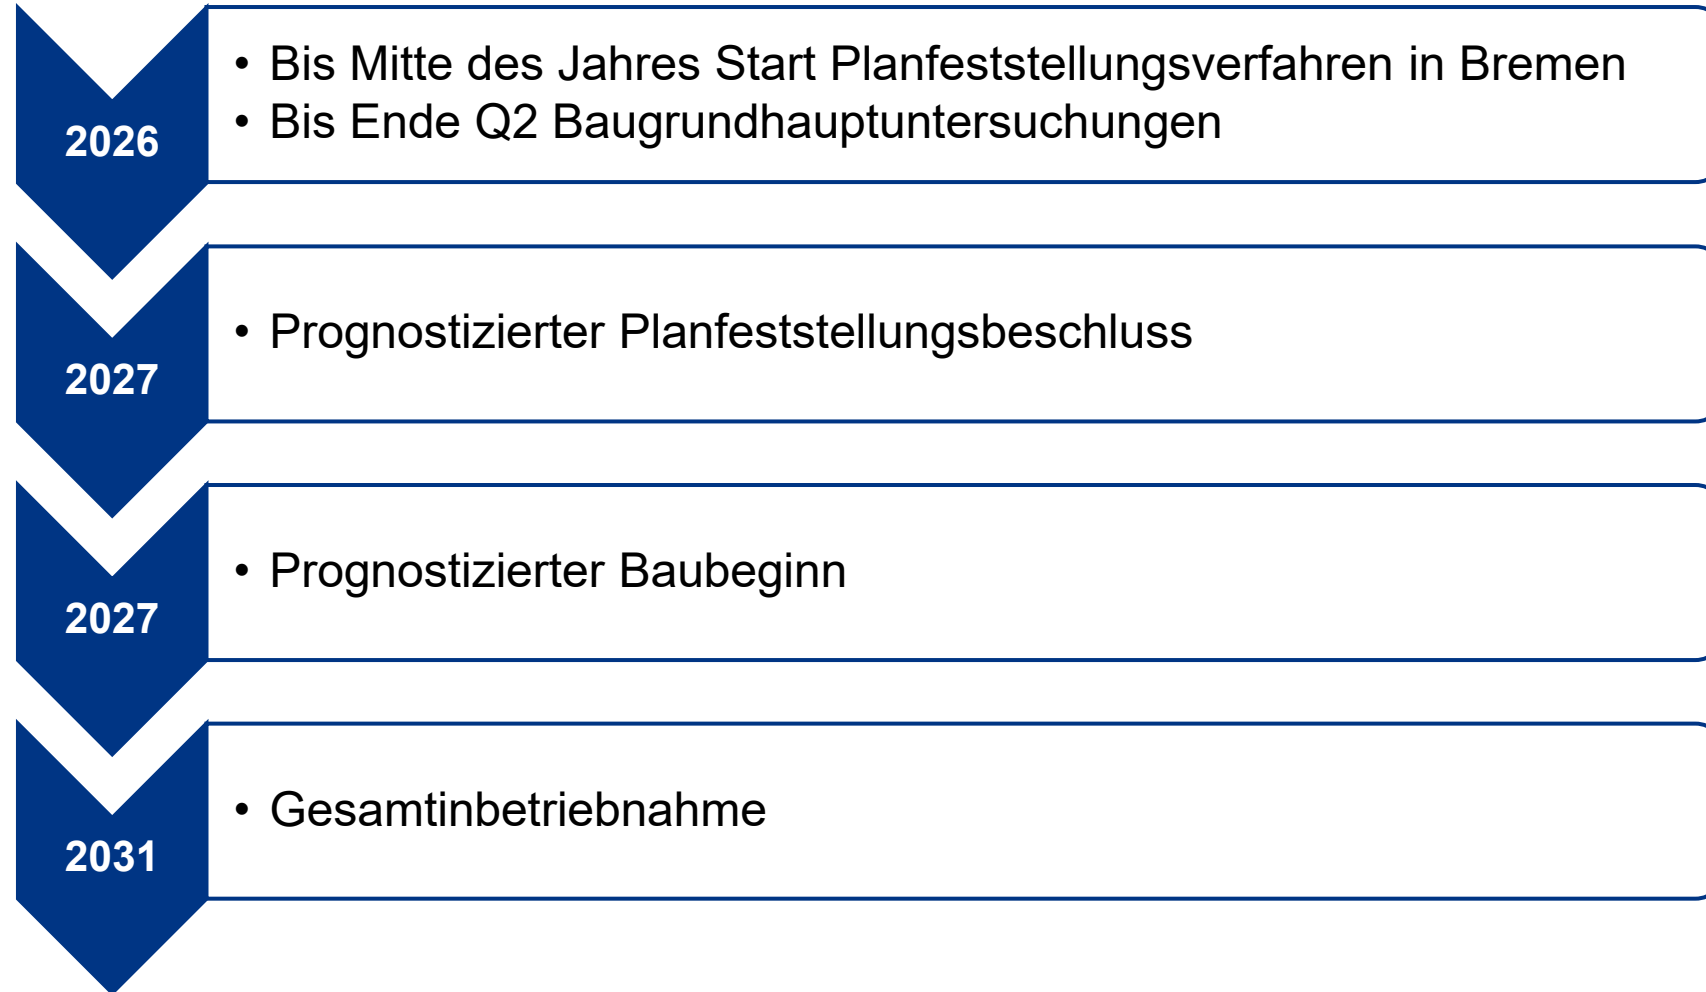 2026
• Bis Mitte des Jahres Start Planfeststellungsverfahren in Bremen
• Bis Ende Q2 Baugrundhauptuntersuchungen
2027
• Prognostizierter Planfeststellungsbeschluss
2027
• Prognostizierter Baubeginn
2031
• Gesamtinbetriebnahme